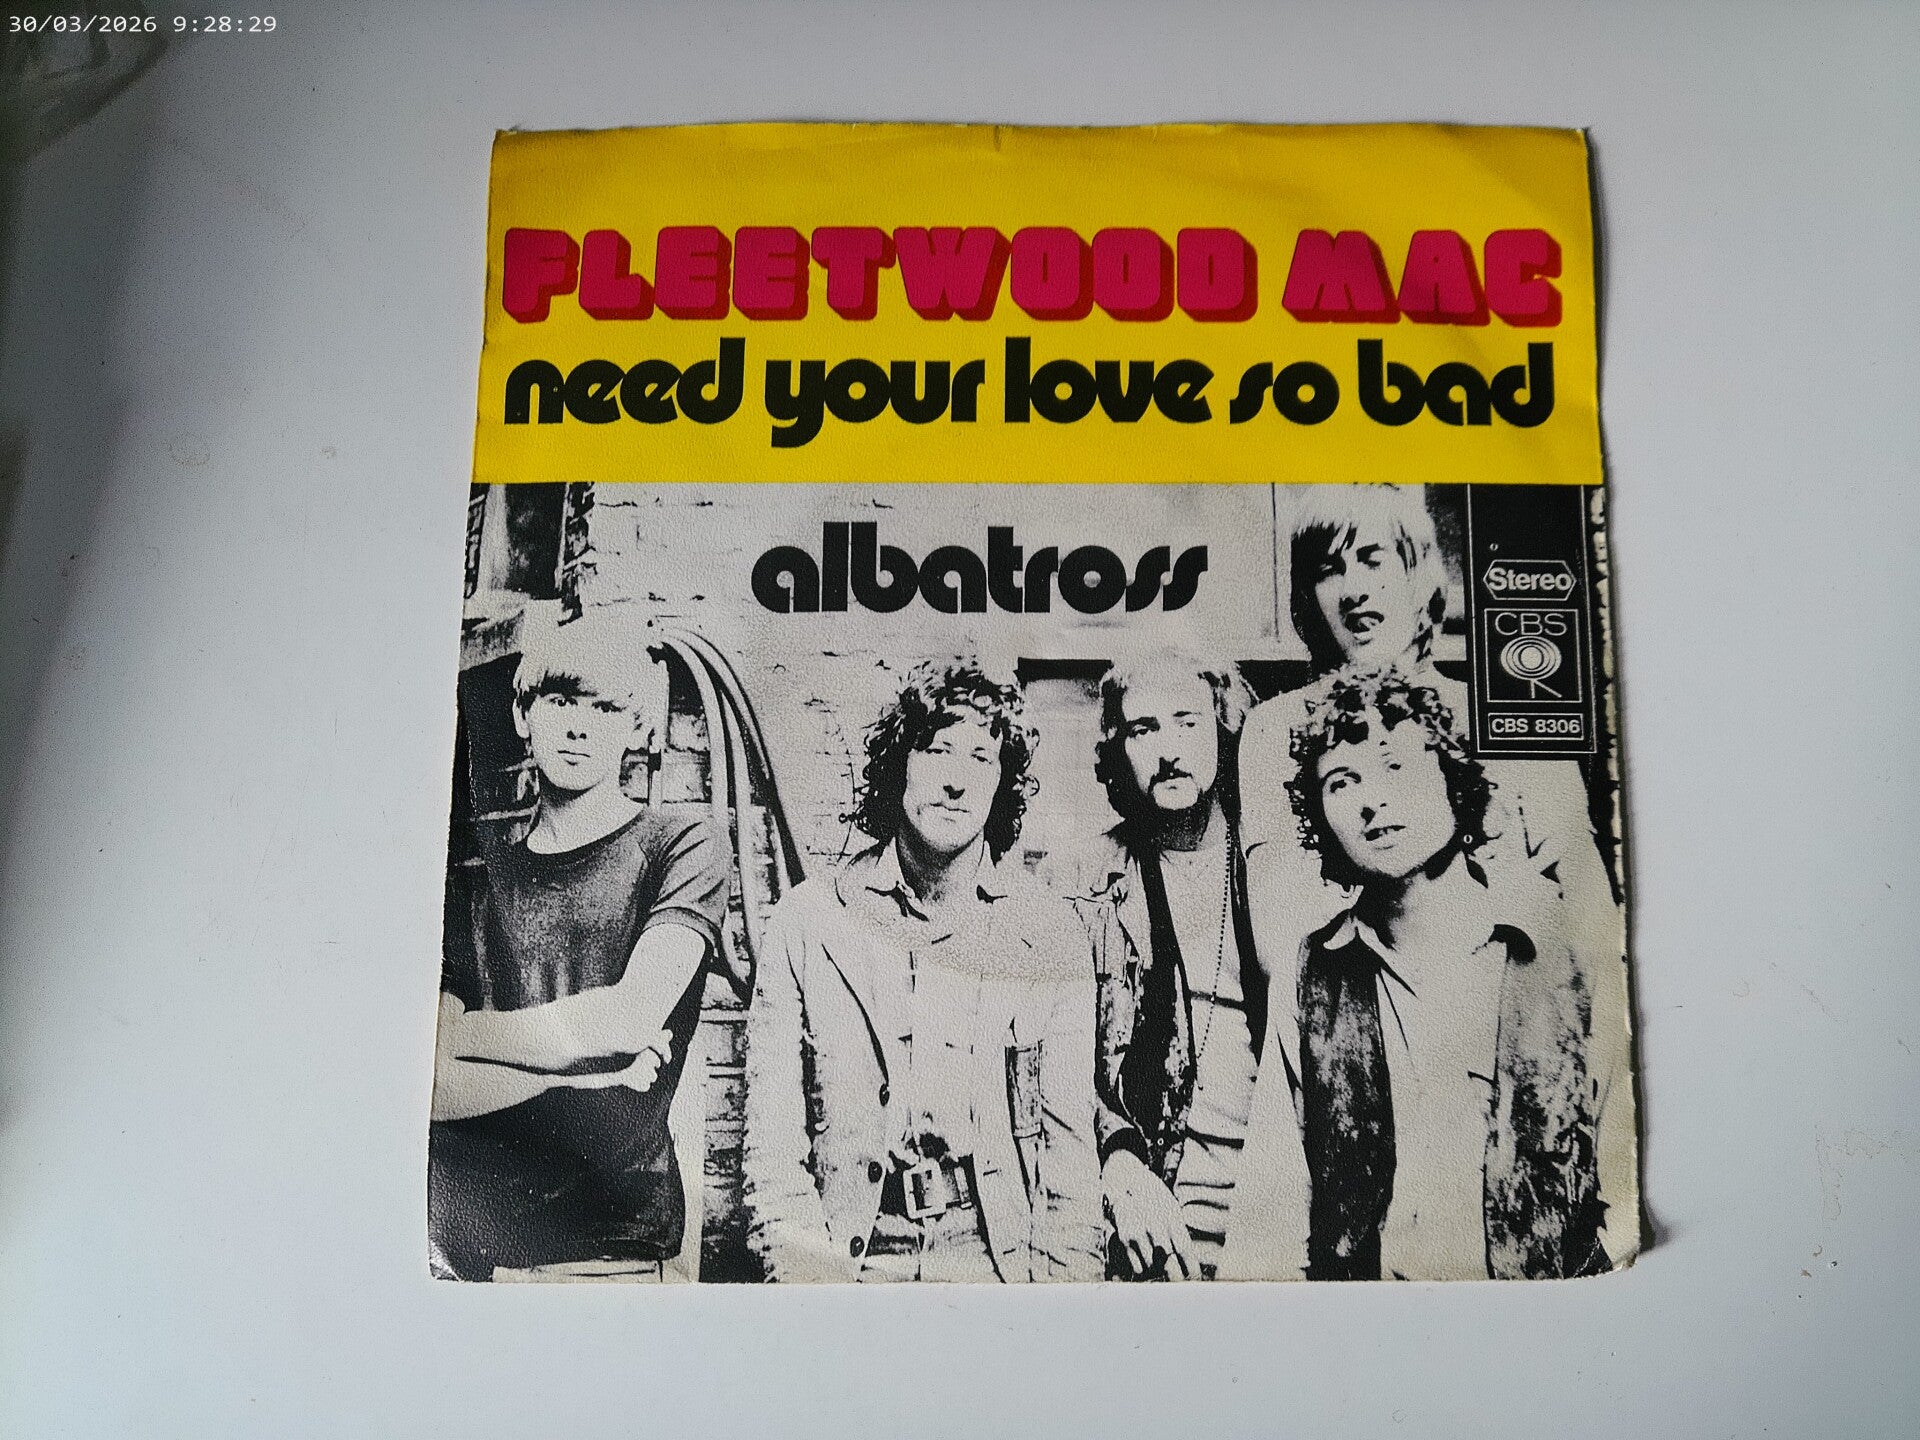 30/03/2026 9:28:29
FLEETWOOD MAC
need your love so bad
albatross
Stereo
CBS
CBS 8306